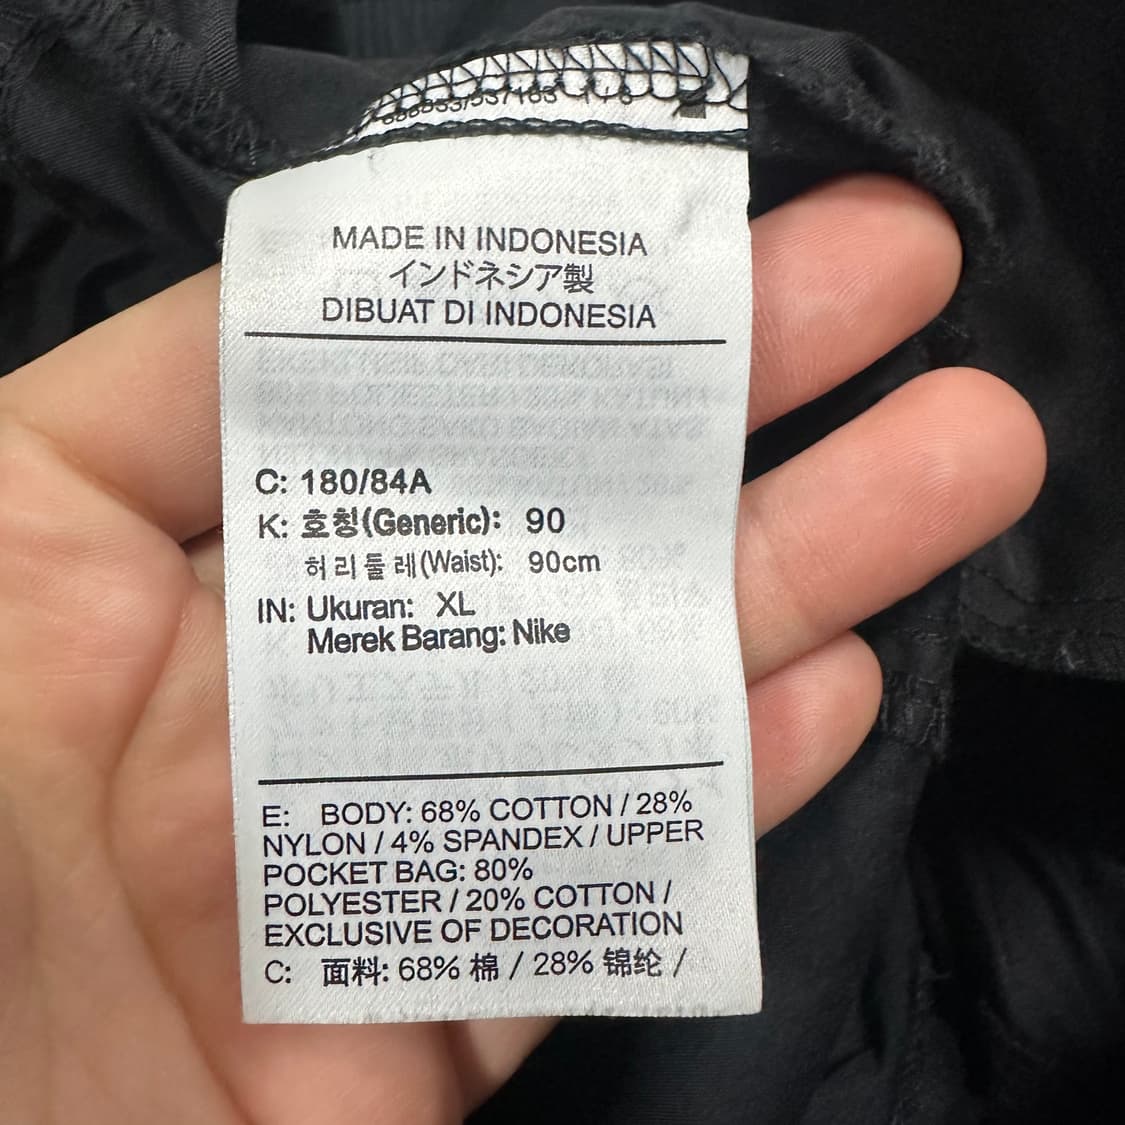 MADE IN INDONESIA
インドネシア製
DIBUAT DI INDONESIA
C: 180/84A
K: 호칭(Generic): 90
허리둘레(Waist): 90cm
IN: Ukuran: XL
Merek Barang: Nike
E: BODY: 68% COTTON / 28%
NYLON / 4% SPANDEX / UPPER
POCKET BAG: 80%
POLYESTER / 20% COTTON /
EXCLUSIVE OF DECORATION
C: 面料: 68% 棉 / 28% 锦纶 /